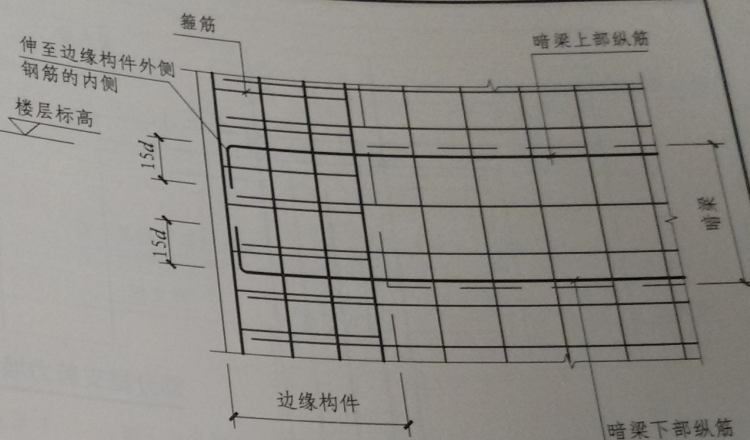 箍筋
暗梁上部纵筋
伸至边缘构件外侧
钢筋的内侧
楼层标高
15d
15d
暗梁
边缘构件
暗梁下部纵筋